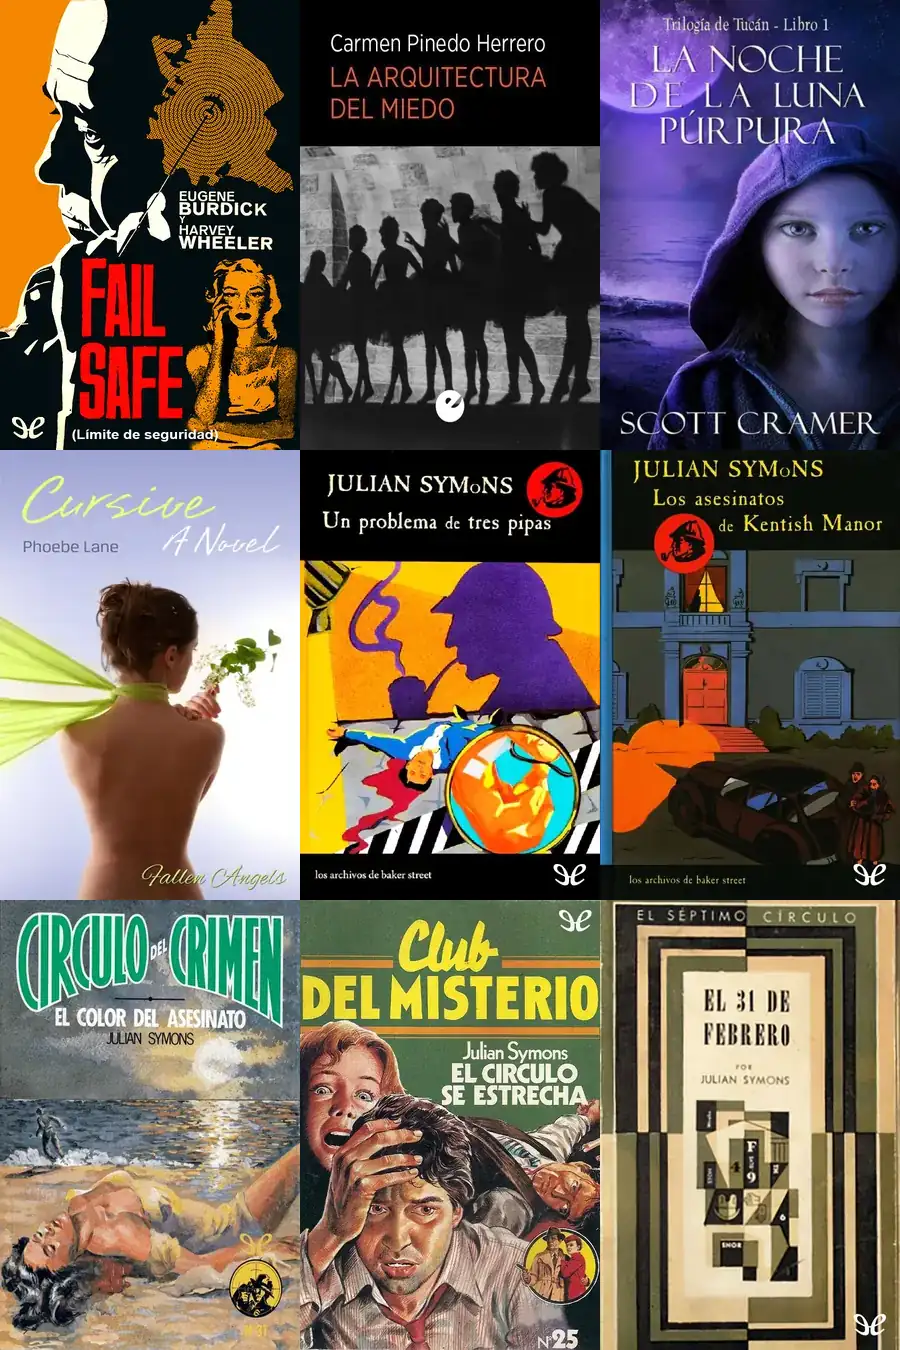 EUGENE
BURDICK
Y
HARVEY
WHEELER
FAIL
SAFE
(Límite de seguridad)
Carmen Pinedo Herrero
LA ARQUITECTURA
DEL MIEDO
e
Trilogía de Tucán - Libro 1
LA NOCHE
DE LA LUNA
PÚRPURA
SCOTT CRAMER
Cursive
A Novel
Phoebe Lane
Fallen Angels
JULIAN SYMoNS
Un problema de tres pipas
los archivos de baker street
JULIAN SYMoNS
Los asesinatos
de Kentish Manor
los archivos de baker street
CIRCULO DEL CRIMEN
EL COLOR DEL ASESINATO
JULIAN SYMONS
Nº31
Club
DEL MISTERIO
Julian Symons
EL CIRCULO
SE ESTRECHA
Nº25
EL SÉPTIMO CÍRCULO
EL 31 DE
FEBRERO
POR
JULIAN SYMONS